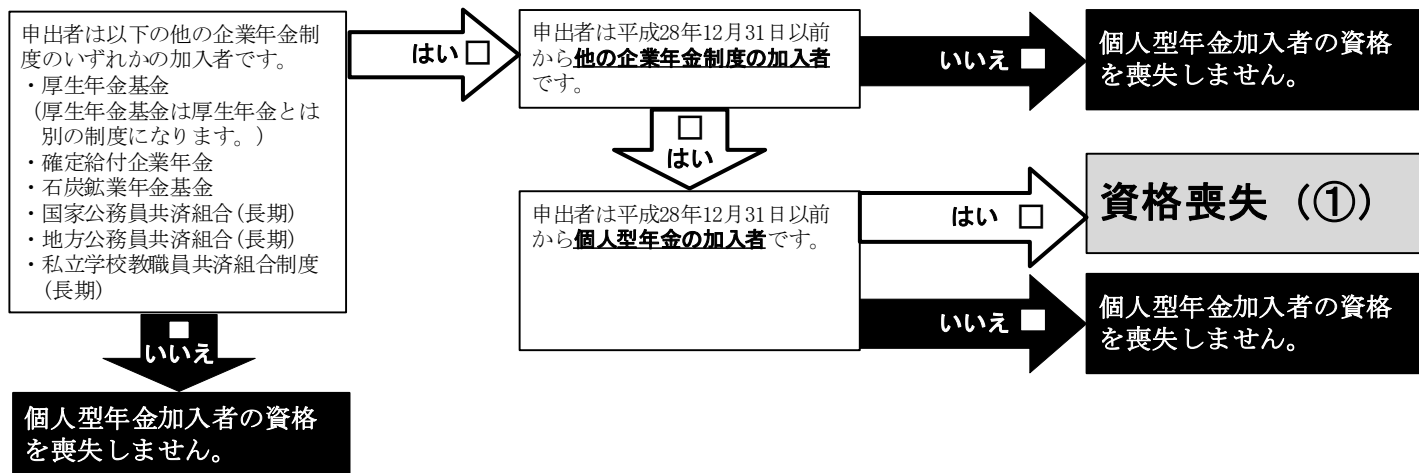 申出者は以下の他の企業年金制
度のいずれかの加入者です。
・厚生年金基金
（厚生年金基金は厚生年金とは
別の制度になります。）
・確定給付企業年金
・石炭鉱業年金基金
・国家公務員共済組合(長期)
・地方公務員共済組合(長期)
・私立学校教職員共済組合制度
(長期)
はい □
申出者は平成28年12月31日以前
から他の企業年金制度の加入者
です。
いいえ ■
個人型年金加入者の資格
を喪失しません。
□
はい
申出者は平成28年12月31日以前
から個人型年金の加入者です。
はい □
資格喪失（①）
いいえ ■
個人型年金加入者の資格
を喪失しません。
■
いいえ
個人型年金加入者の資格
を喪失しません。